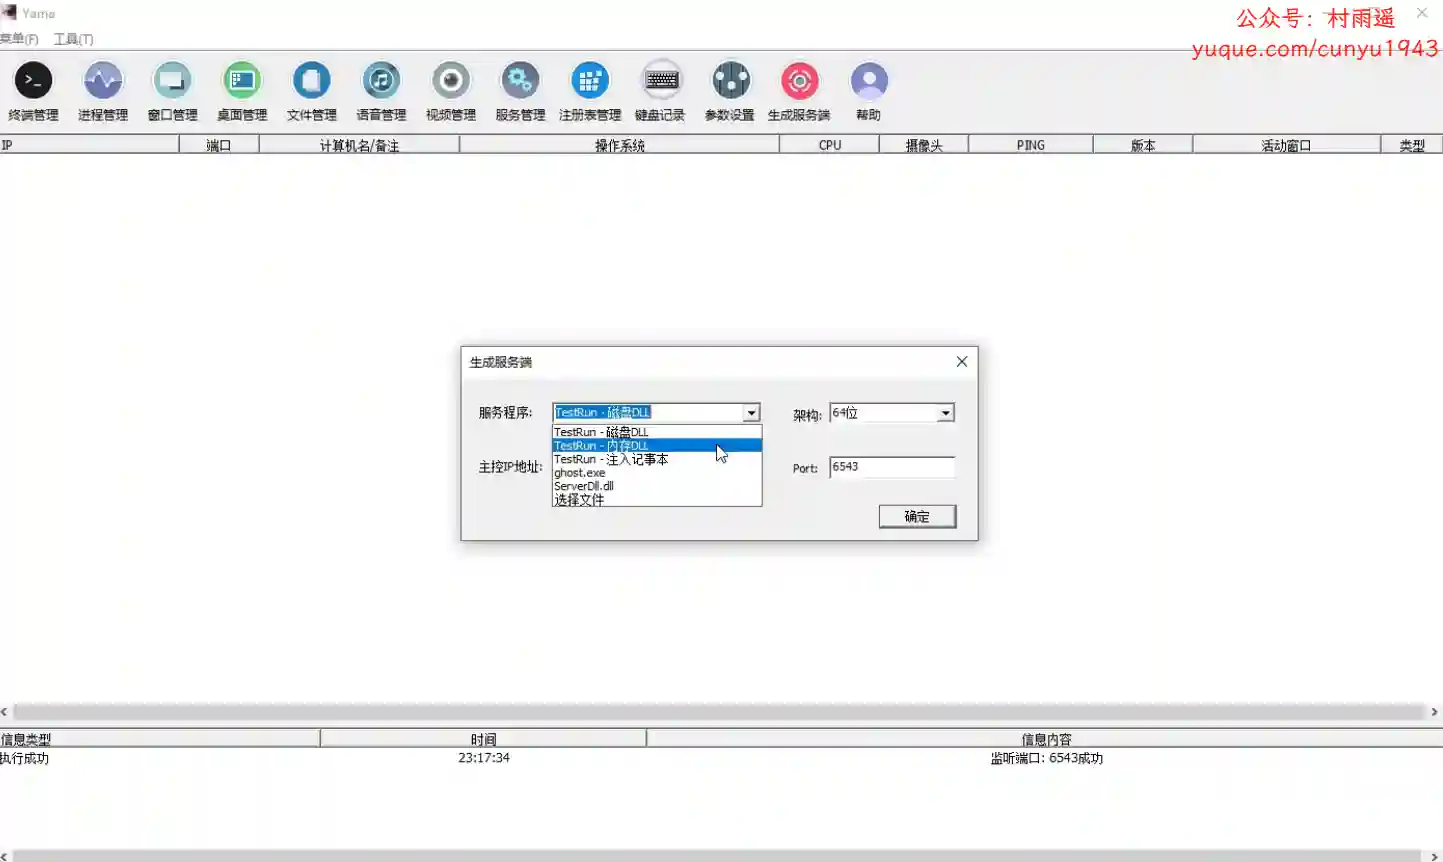 Yama
公众号：村雨遥
菜单(F) 工具(T)
yuque.com/cunyu1943
终端管理 进程管理 窗口管理 桌面管理 文件管理 语音管理 视频管理 服务管理 注册表管理 键盘记录 参数设置 生成服务端 帮助
IP 端口 计算机名/备注 操作系统 CPU 摄像头 PING 版本 活动窗口 类型
生成服务端
服务程序: TestRun - 磁盘DLL 架构: 64位
TestRun - 磁盘DLL
TestRun - 内存DLL
TestRun - 注入记事本
主控IP地址: Port: 6543
ghost.exe
ServerDll.dll
选择文件
确定
信息类型 时间 信息内容
执行成功 23:17:34 监听端口: 6543成功